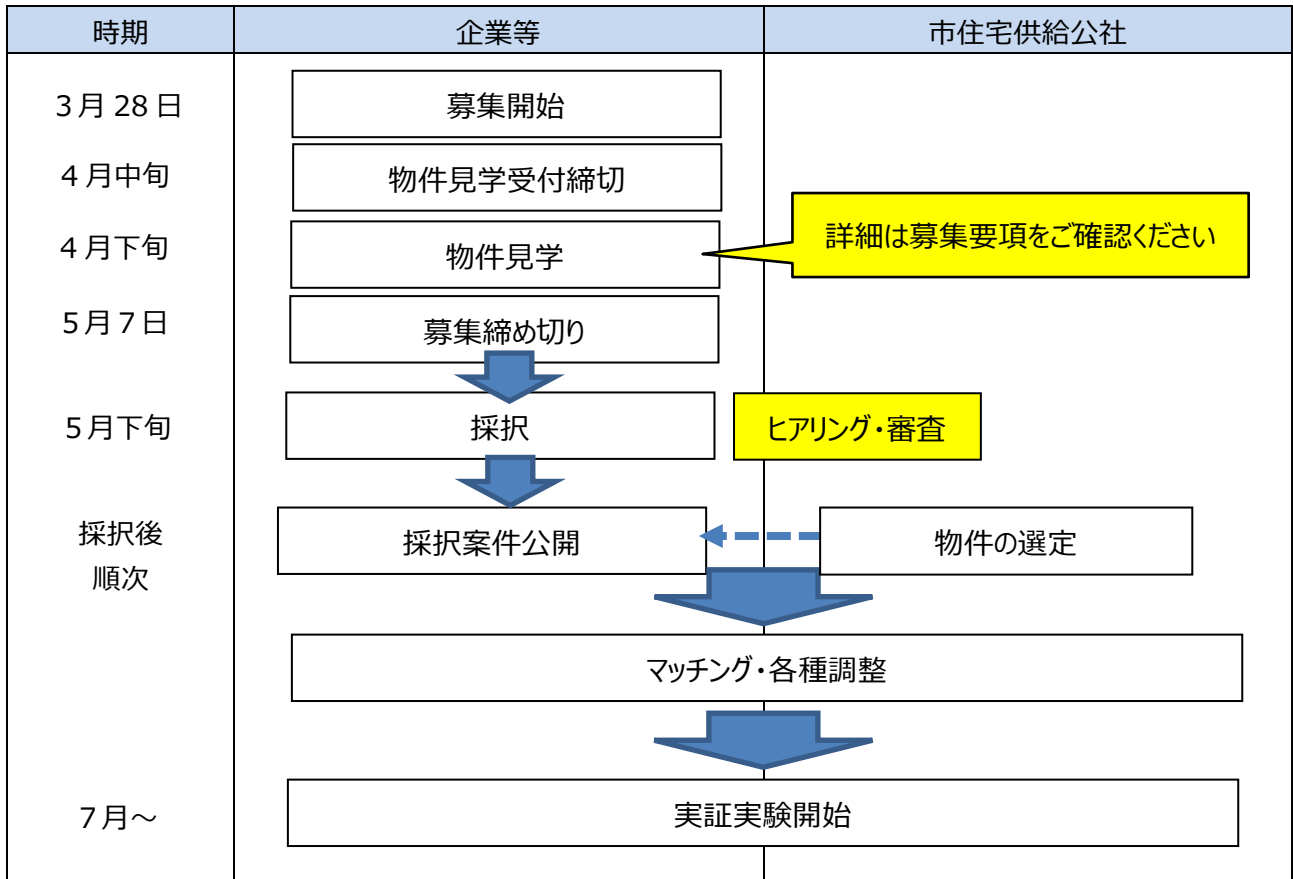 時期 企業等 市住宅供給公社
3月28日 募集開始
4月中旬 物件見学受付締切
4月下旬 物件見学 詳細は募集要項をご確認ください
5月7日 募集締め切り
5月下旬 採択 ヒアリング・審査
採択後
順次 採択案件公開 物件の選定
マッチング・各種調整
7月～ 実証実験開始